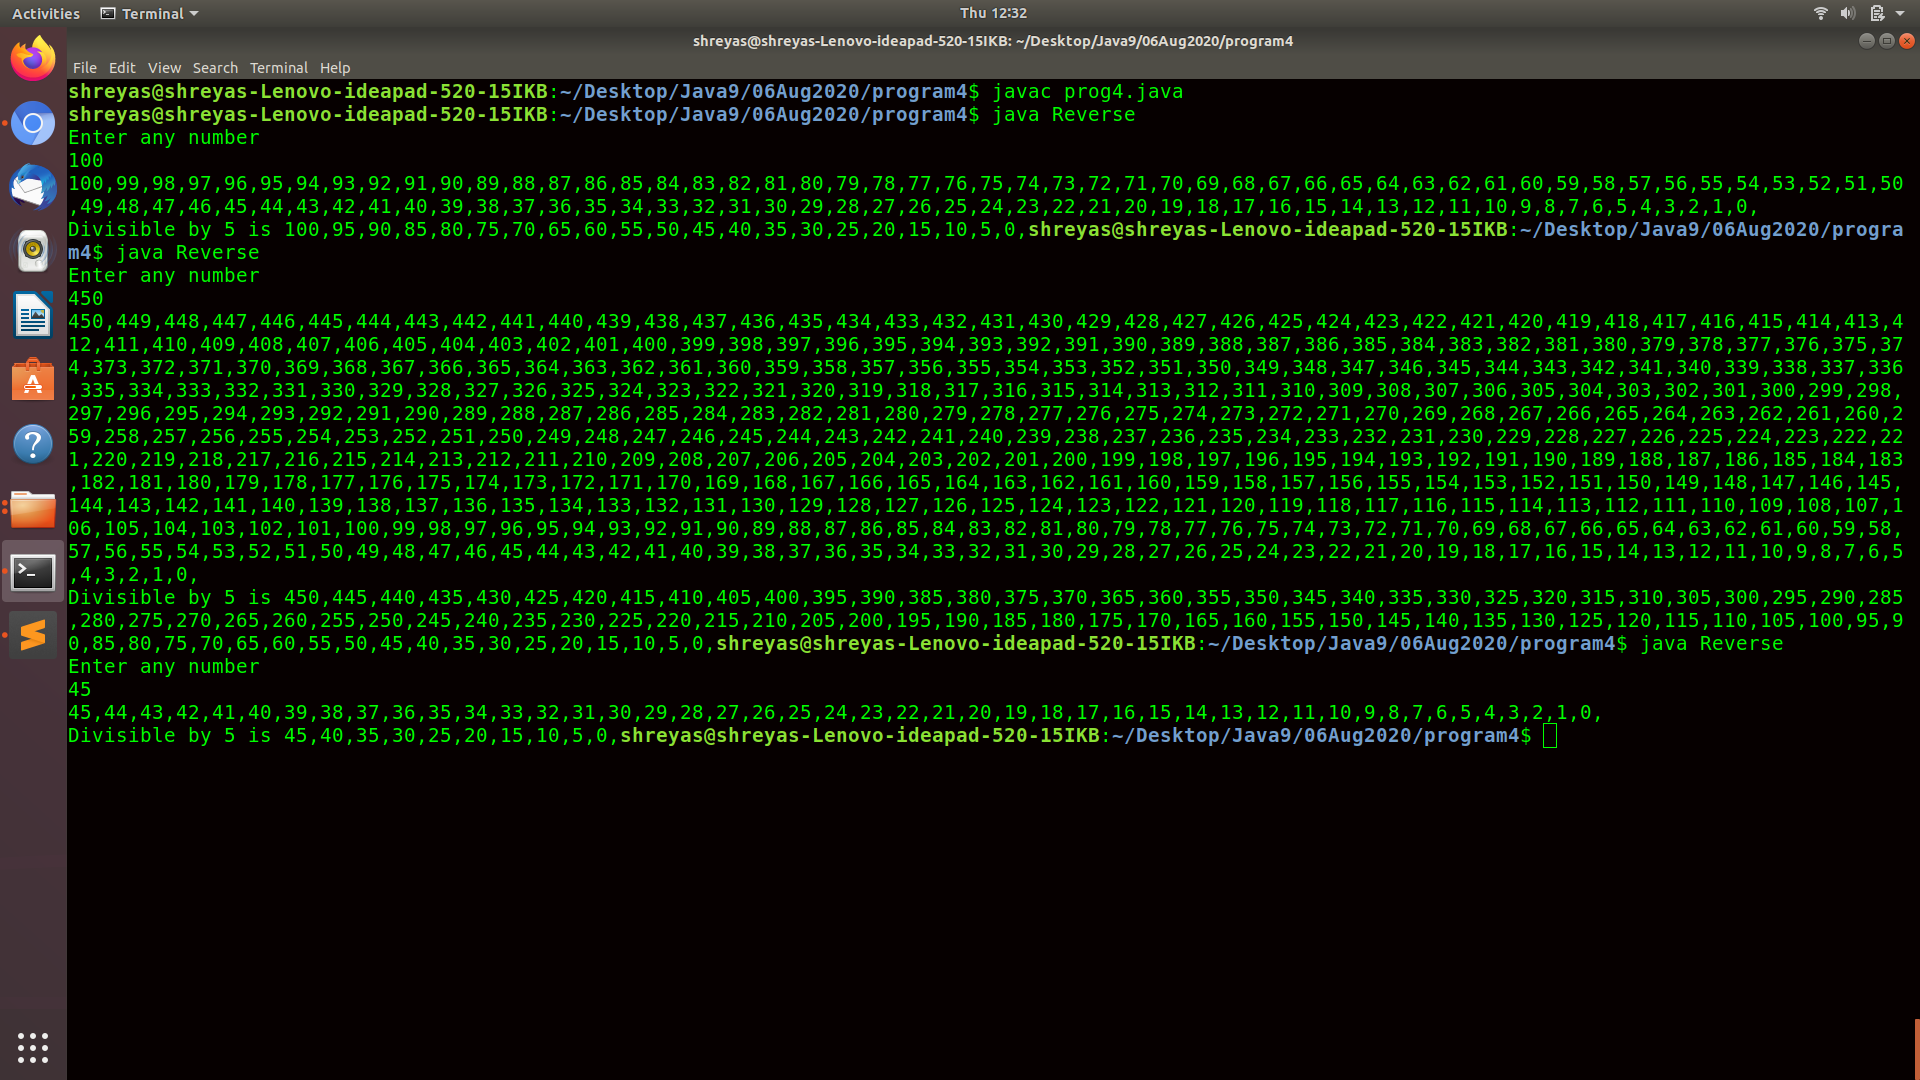 Activities Terminal Thu 12:32
shreyas@shreyas-Lenovo-ideapad-520-15IKB: ~/Desktop/Java9/06Aug2020/program4
File Edit View Search Terminal Help
shreyas@shreyas-Lenovo-ideapad-520-15IKB:~/Desktop/Java9/06Aug2020/program4$ javac prog4.java
shreyas@shreyas-Lenovo-ideapad-520-15IKB:~/Desktop/Java9/06Aug2020/program4$ java Reverse
Enter any number
100
100,99,98,97,96,95,94,93,92,91,90,89,88,87,86,85,84,83,82,81,80,79,78,77,76,75,74,73,72,71,70,69,68,67,66,65,64,63,62,61,60,59,58,57,56,55,54,53,52,51,50
,49,48,47,46,45,44,43,42,41,40,39,38,37,36,35,34,33,32,31,30,29,28,27,26,25,24,23,22,21,20,19,18,17,16,15,14,13,12,11,10,9,8,7,6,5,4,3,2,1,0,
Divisible by 5 is 100,95,90,85,80,75,70,65,60,55,50,45,40,35,30,25,20,15,10,5,0,shreyas@shreyas-Lenovo-ideapad-520-15IKB:~/Desktop/Java9/06Aug2020/progra
m4$ java Reverse
Enter any number
450
450,449,448,447,446,445,444,443,442,441,440,439,438,437,436,435,434,433,432,431,430,429,428,427,426,425,424,423,422,421,420,419,418,417,416,415,414,413,4
12,411,410,409,408,407,406,405,404,403,402,401,400,399,398,397,396,395,394,393,392,391,390,389,388,387,386,385,384,383,382,381,380,379,378,377,376,375,37
4,373,372,371,370,369,368,367,366,365,364,363,362,361,360,359,358,357,356,355,354,353,352,351,350,349,348,347,346,345,344,343,342,341,340,339,338,337,336
,335,334,333,332,331,330,329,328,327,326,325,324,323,322,321,320,319,318,317,316,315,314,313,312,311,310,309,308,307,306,305,304,303,302,301,300,299,298,
297,296,295,294,293,292,291,290,289,288,287,286,285,284,283,282,281,280,279,278,277,276,275,274,273,272,271,270,269,268,267,266,265,264,263,262,261,260,2
59,258,257,256,255,254,253,252,251,250,249,248,247,246,245,244,243,242,241,240,239,238,237,236,235,234,233,232,231,230,229,228,227,226,225,224,223,222,22
1,220,219,218,217,216,215,214,213,212,211,210,209,208,207,206,205,204,203,202,201,200,199,198,197,196,195,194,193,192,191,190,189,188,187,186,185,184,183
,182,181,180,179,178,177,176,175,174,173,172,171,170,169,168,167,166,165,164,163,162,161,160,159,158,157,156,155,154,153,152,151,150,149,148,147,146,145,
144,143,142,141,140,139,138,137,136,135,134,133,132,131,130,129,128,127,126,125,124,123,122,121,120,119,118,117,116,115,114,113,112,111,110,109,108,107,1
06,105,104,103,102,101,100,99,98,97,96,95,94,93,92,91,90,89,88,87,86,85,84,83,82,81,80,79,78,77,76,75,74,73,72,71,70,69,68,67,66,65,64,63,62,61,60,59,58,
57,56,55,54,53,52,51,50,49,48,47,46,45,44,43,42,41,40,39,38,37,36,35,34,33,32,31,30,29,28,27,26,25,24,23,22,21,20,19,18,17,16,15,14,13,12,11,10,9,8,7,6,5
,4,3,2,1,0,
Divisible by 5 is 450,445,440,435,430,425,420,415,410,405,400,395,390,385,380,375,370,365,360,355,350,345,340,335,330,325,320,315,310,305,300,295,290,285
,280,275,270,265,260,255,250,245,240,235,230,225,220,215,210,205,200,195,190,185,180,175,170,165,160,155,150,145,140,135,130,125,120,115,110,105,100,95,9
0,85,80,75,70,65,60,55,50,45,40,35,30,25,20,15,10,5,0,shreyas@shreyas-Lenovo-ideapad-520-15IKB:~/Desktop/Java9/06Aug2020/program4$ java Reverse
Enter any number
45
45,44,43,42,41,40,39,38,37,36,35,34,33,32,31,30,29,28,27,26,25,24,23,22,21,20,19,18,17,16,15,14,13,12,11,10,9,8,7,6,5,4,3,2,1,0,
Divisible by 5 is 45,40,35,30,25,20,15,10,5,0,shreyas@shreyas-Lenovo-ideapad-520-15IKB:~/Desktop/Java9/06Aug2020/program4$